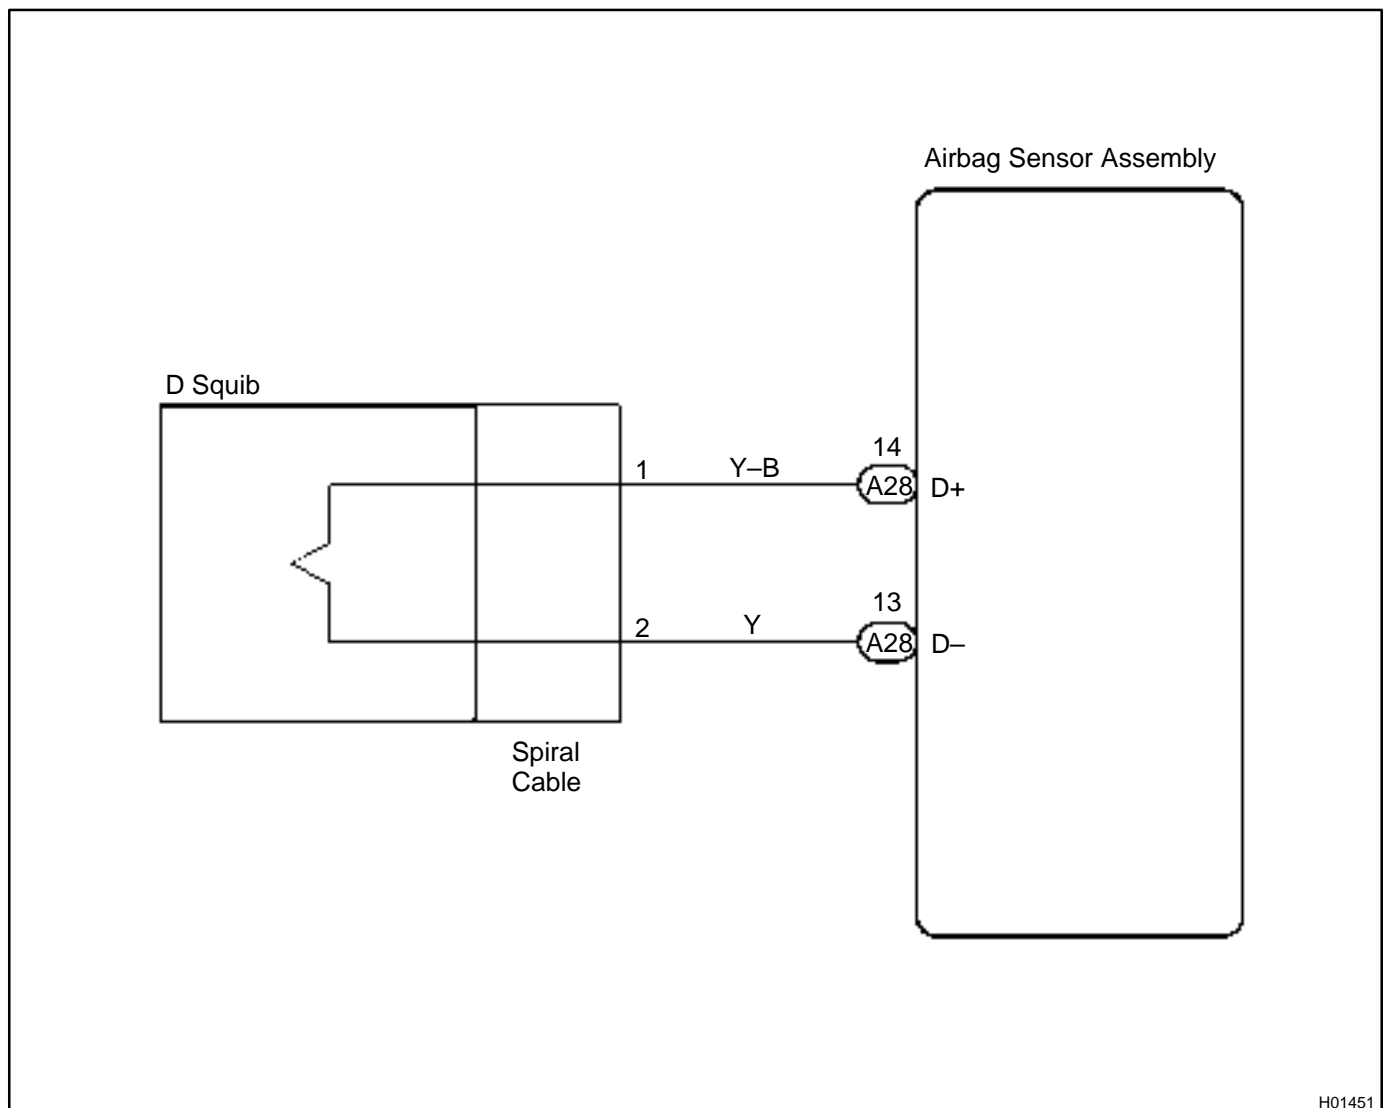 Airbag Sensor Assembly
D Squib
14
1
Y–B
A28
D+
13
2
Y
A28
D–
Spiral
Cable
H01451